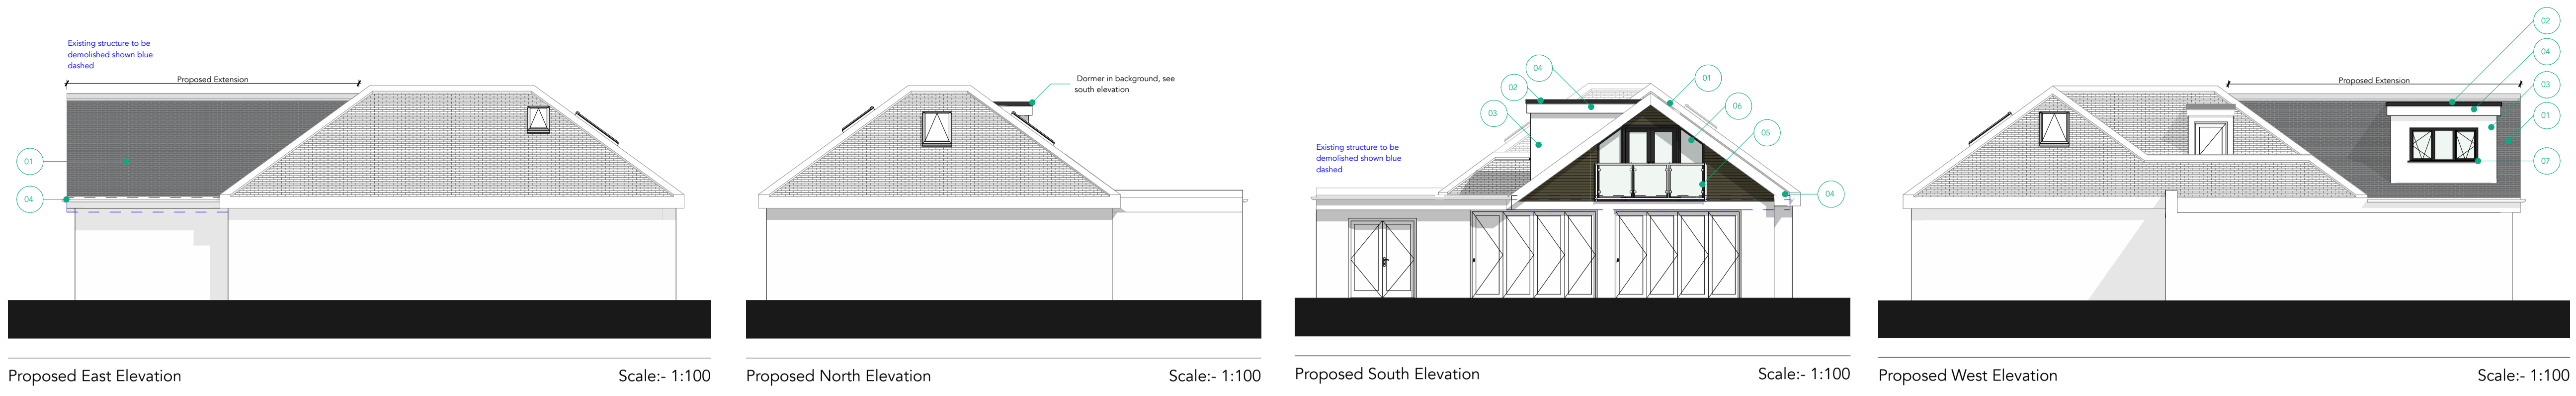 Existing structure to be
demolished shown blue
dashed
Proposed Extension
01
04
Proposed East Elevation
Scale:- 1:100
Dormer in background, see
south elevation
Proposed North Elevation
Scale:- 1:100
04
02
03
01
06
05
Existing structure to be
demolished shown blue
dashed
04
Proposed South Elevation
Scale:- 1:100
02
04
Proposed Extension
03
01
07
Proposed West Elevation
Scale:- 1:100